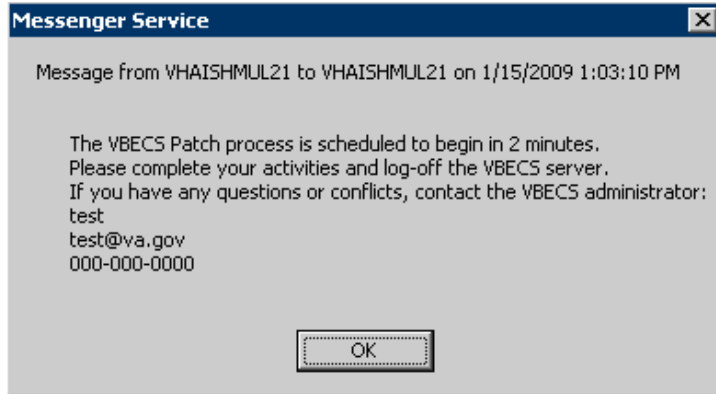 Messenger Service
Message from VHAISHMUL21 to VHAISHMUL21 on 1/15/2009 1:03:10 PM
The VBECS Patch process is scheduled to begin in 2 minutes.
Please complete your activities and log-off the VBECS server.
If you have any questions or conflicts, contact the VBECS administrator:
test
test@va.gov
000-000-0000
OK